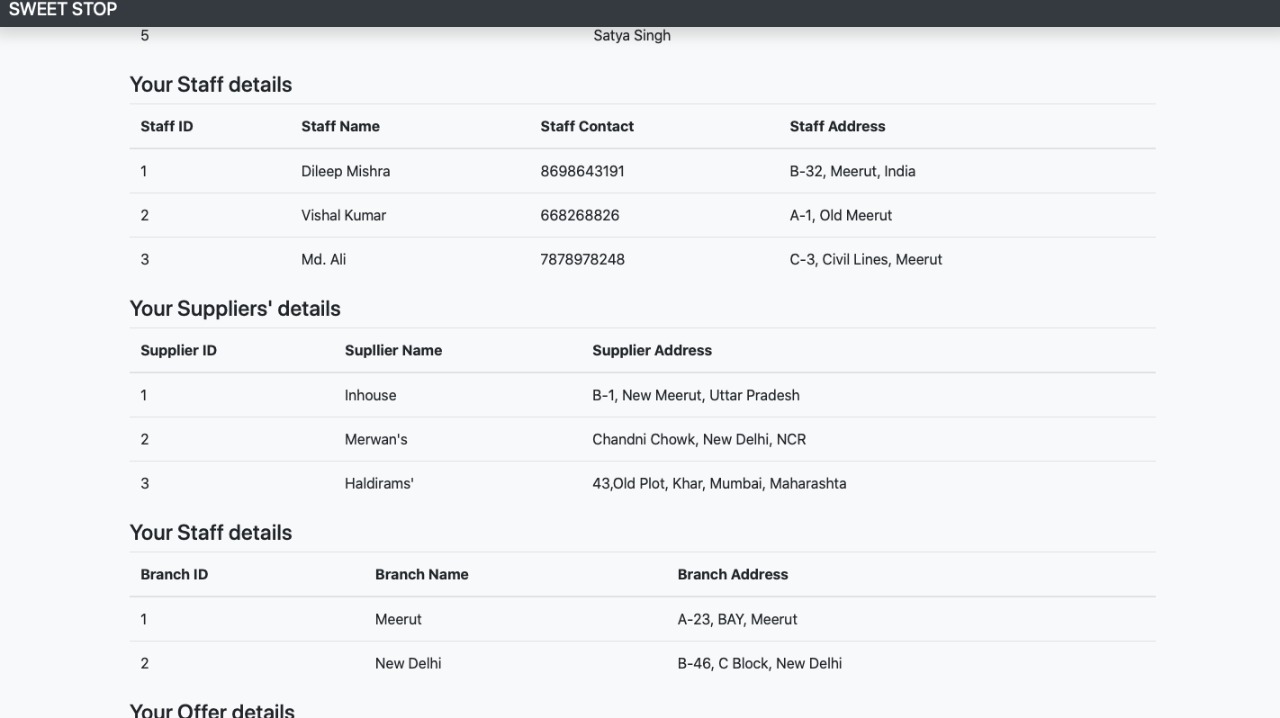 SWEET STOP
5 Satya Singh
Your Staff details
Staff ID Staff Name Staff Contact Staff Address
1 Dileep Mishra 8698643191 B-32, Meerut, India
2 Vishal Kumar 668268826 A-1, Old Meerut
3 Md. Ali 7878978248 C-3, Civil Lines, Meerut
Your Suppliers' details
Supplier ID Supllier Name Supplier Address
1 Inhouse B-1, New Meerut, Uttar Pradesh
2 Merwan's Chandni Chowk, New Delhi, NCR
3 Haldirams' 43,Old Plot, Khar, Mumbai, Maharashta
Your Staff details
Branch ID Branch Name Branch Address
1 Meerut A-23, BAY, Meerut
2 New Delhi B-46, C Block, New Delhi
Your Offer details